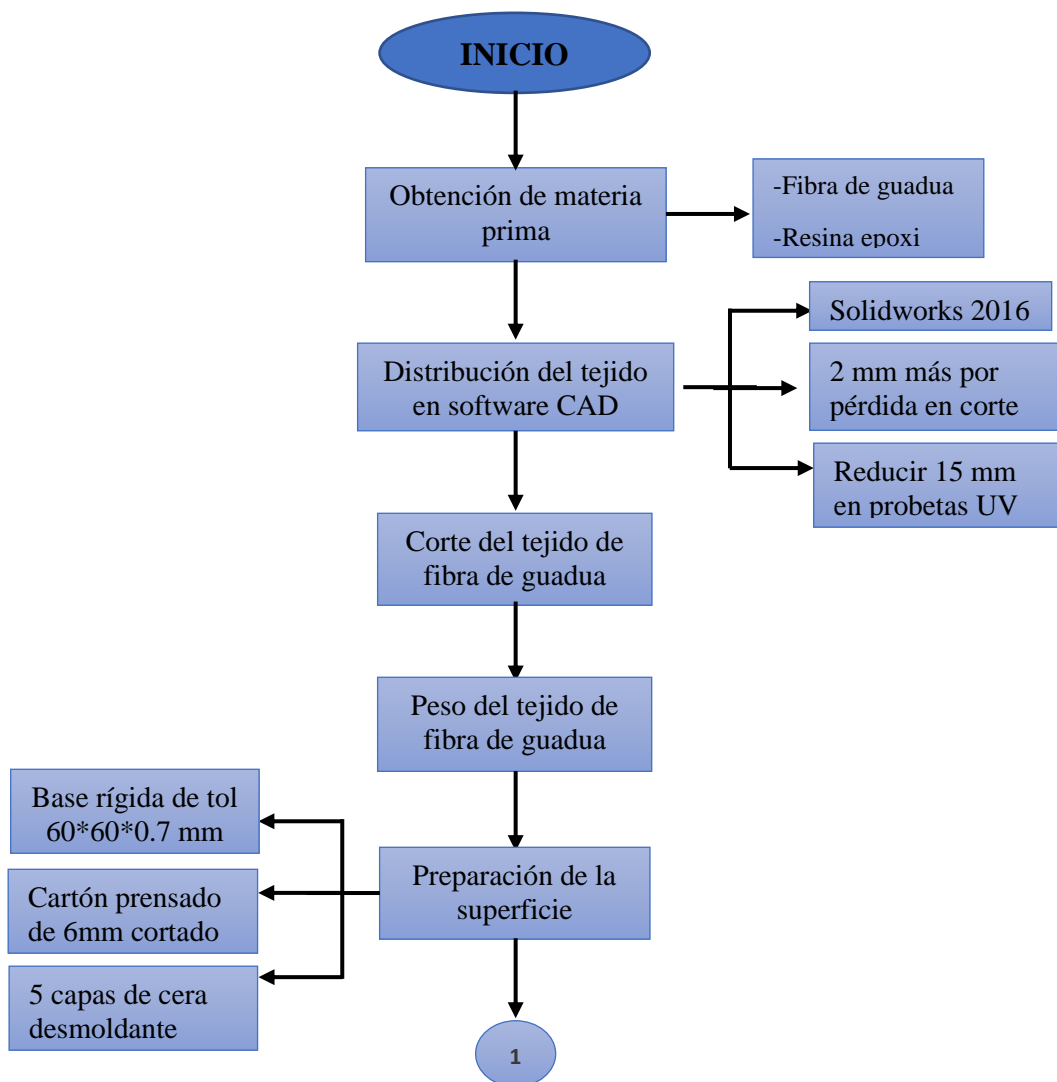 INICIO
Obtención de materia
prima
-Fibra de guadua
-Resina epoxi
Distribución del tejido
en software CAD
Solidworks 2016
2 mm más por
pérdida en corte
Reducir 15 mm
en probetas UV
Corte del tejido de
fibra de guadua
Peso del tejido de
fibra de guadua
Preparación de la
superficie
Base rígida de tol
60*60*0.7 mm
Cartón prensado
de 6mm cortado
5 capas de cera
desmoldante
1